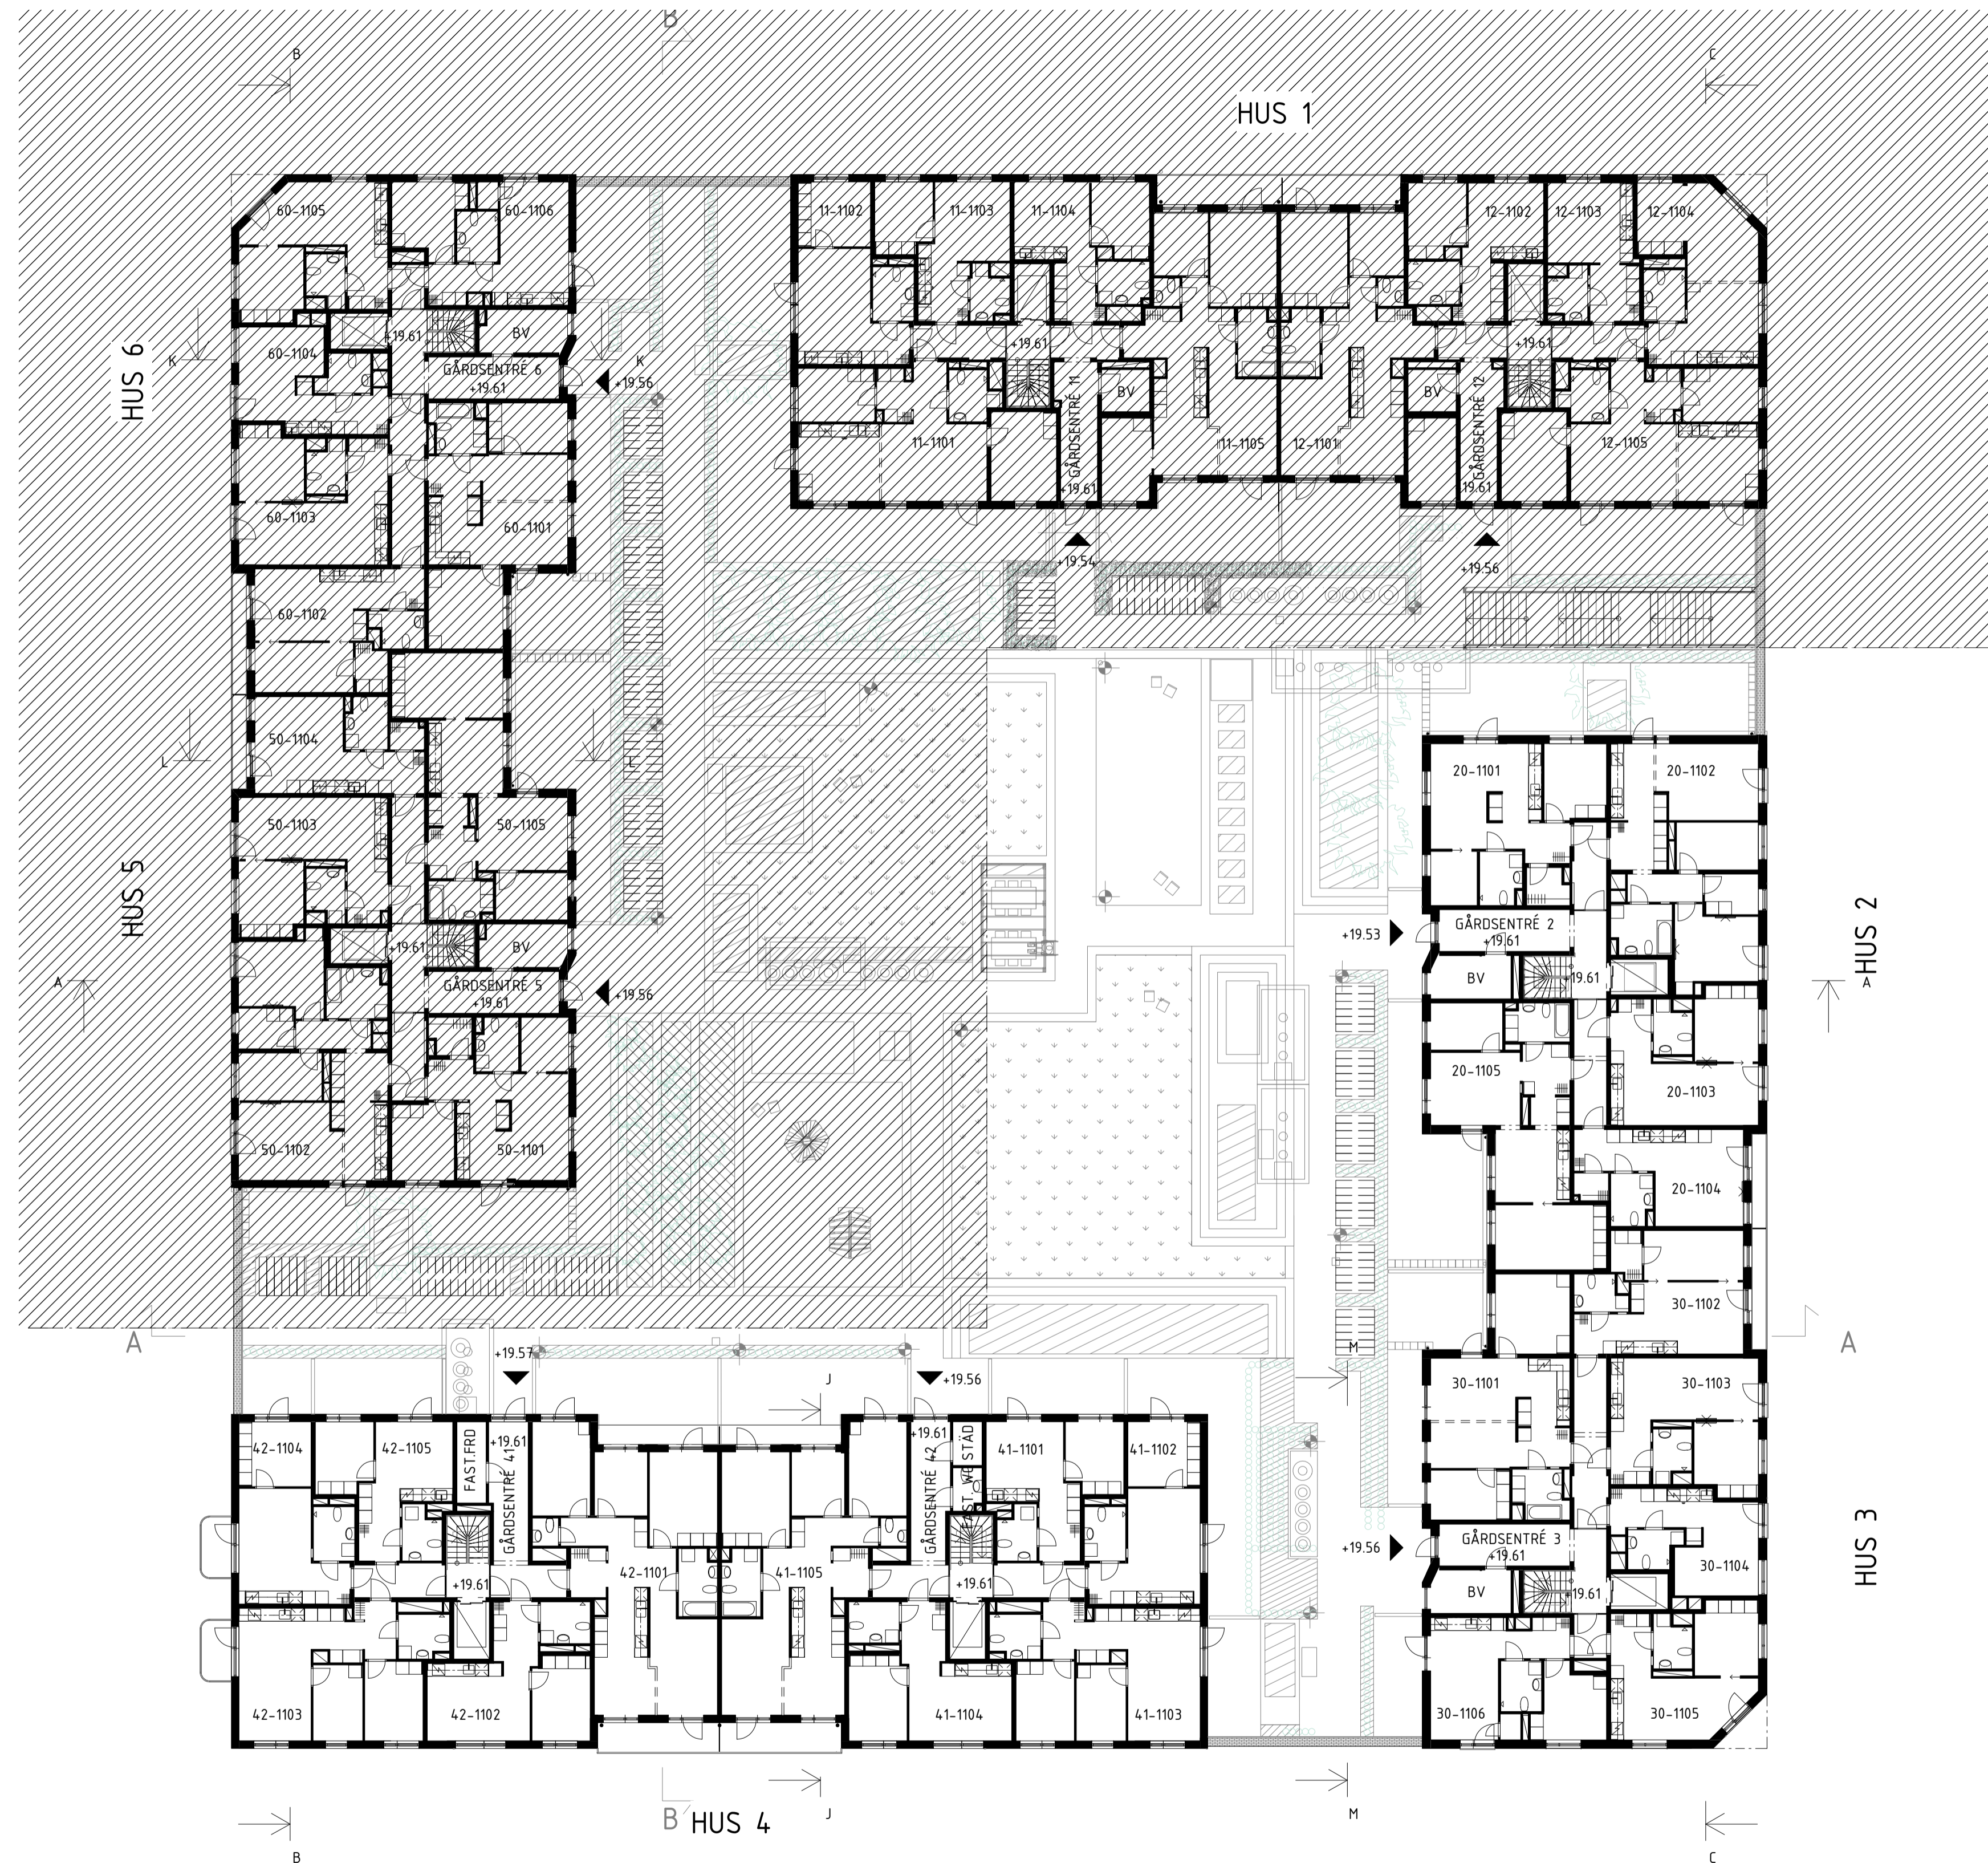 B
B
C
HUS 1
60-1105
60-1106
11-1102
11-1103
11-1104
12-1102
12-1103
12-1104
+19.61
BV
K
60-1104
K
HUS 6
GÅRDSENTRÉ 6
+19.61
+19.56
+19.61
+19.61
BV
BV
GÅRDSENTRÉ 11
+19.61
GÅRDSENTRÉ 12
19.61
11-1101
11-1105
12-1101
12-1105
60-1103
60-1101
+19.54
+19.56
60-1102
50-1104
L
L
20-1101
20-1102
50-1103
50-1105
HUS 5
HUS 2
+19.61
BV
+19.53
GÅRDSENTRÉ 2
+19.61
A
GÅRDSENTRÉ 5
+19.61
+19.56
BV
+19.61
A
20-1105
20-1103
50-1102
50-1101
20-1104
30-1102
A
A
+19.57
+19.56
M
J
30-1101
30-1103
42-1104
42-1105
FAST.FRD
+19.61
GÅRDSENTRÉ 41
+19.61
GÅRDSENTRÉ 42
FAST. WC STÄD
41-1101
41-1102
+19.56
GÅRDSENTRÉ 3
+19.61
HUS 3
30-1104
+19.61
42-1101
41-1105
+19.61
BV
+19.61
42-1103
42-1102
41-1104
41-1103
30-1106
30-1105
B
HUS 4
J
M
B
C